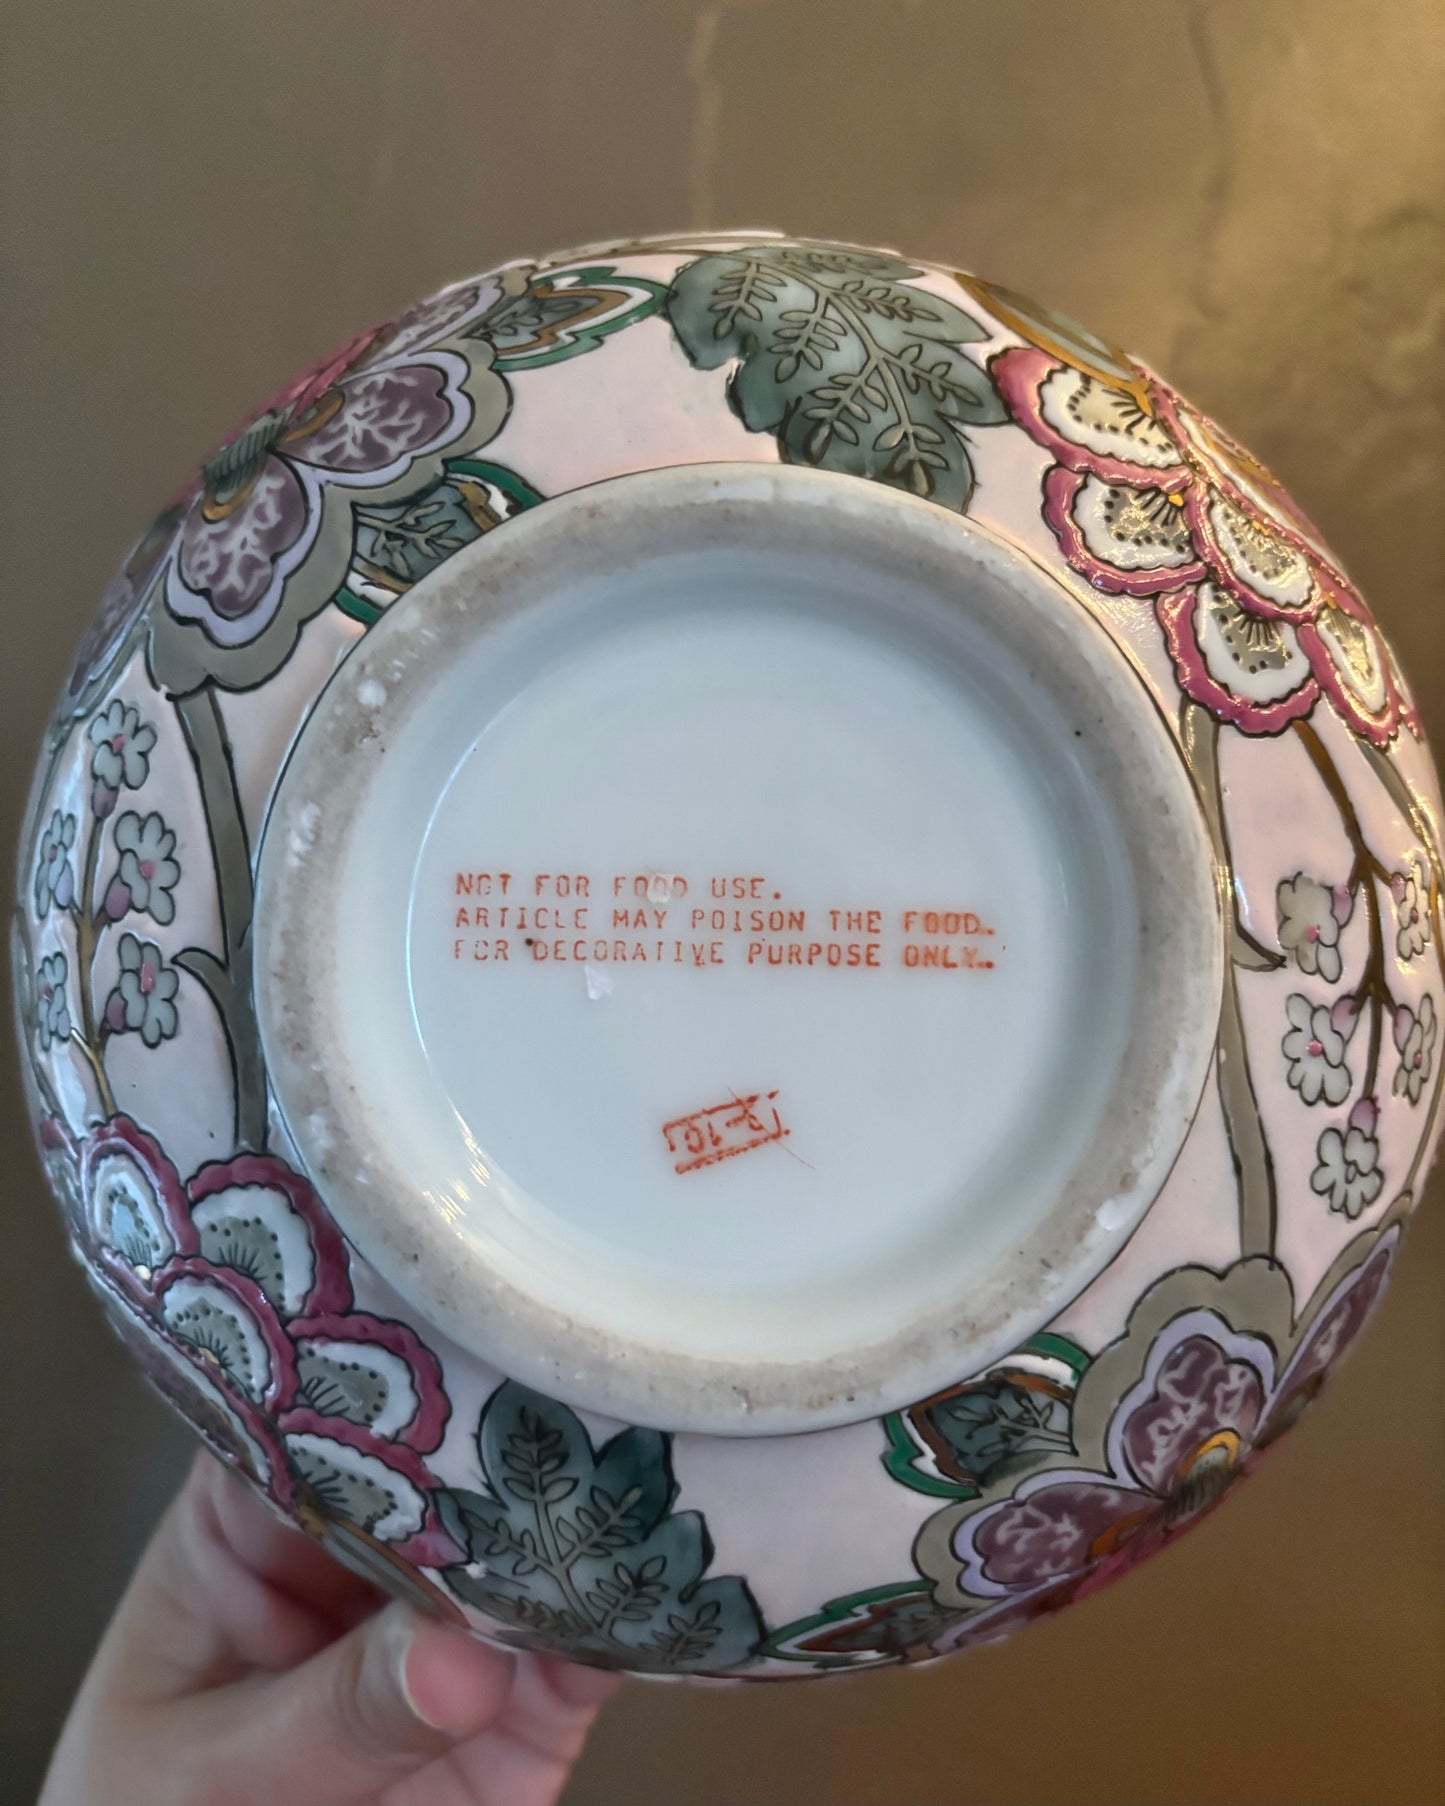 NOT FOR FOOD USE.
ARTICLE MAY POISON THE FOOD.
FOR DECORATIVE PURPOSE ONLY.